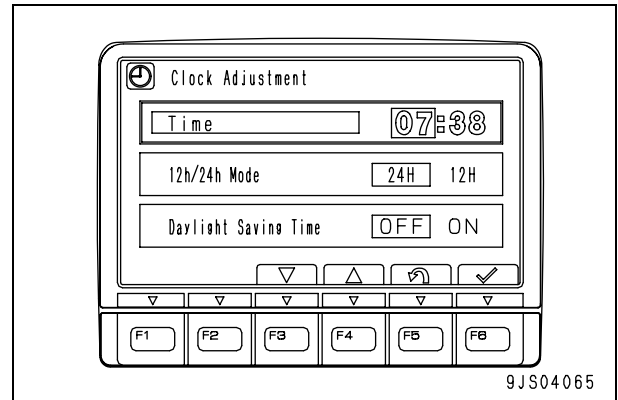 Clock Adjustment
Time 07:38
12h/24h Mode 24H 12H
Daylight Saving Time OFF ON
F1 F2 F3 F4 F5 F6
9JS04065